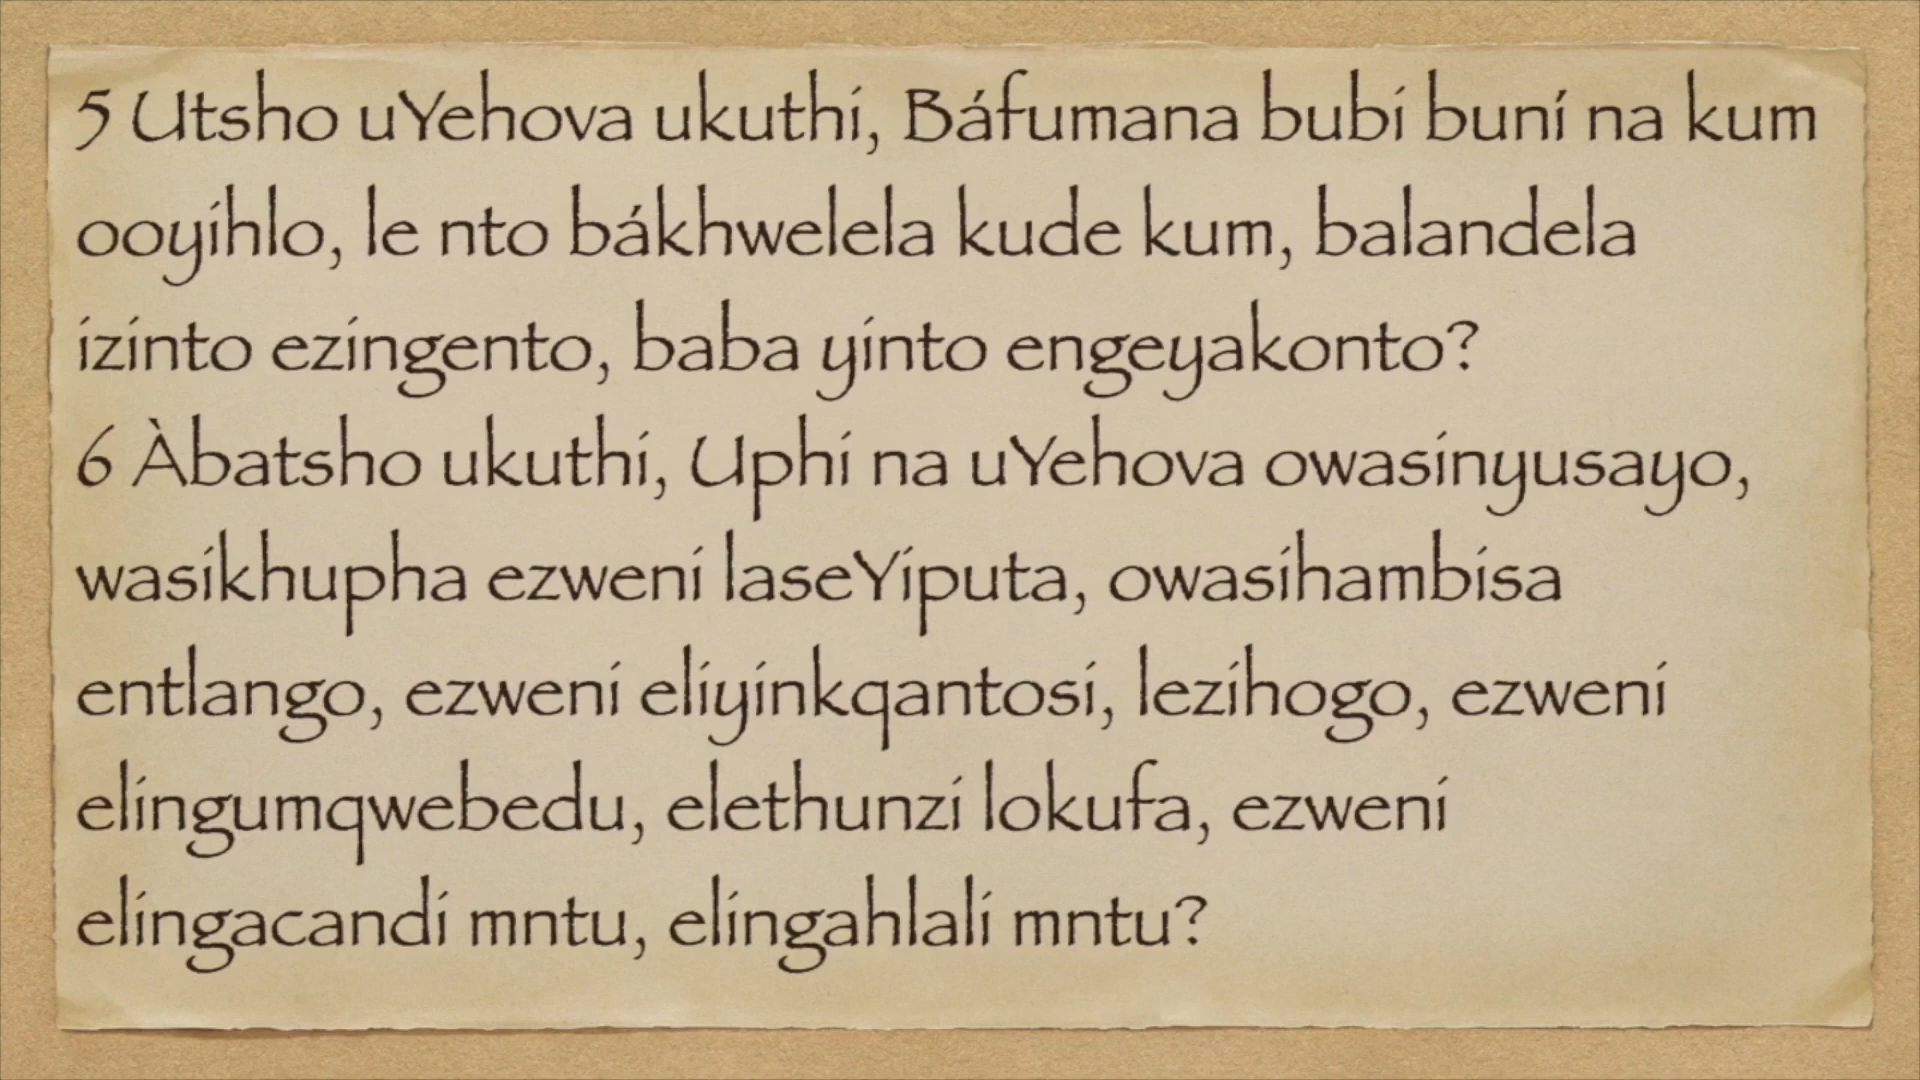 5 Utsho uYehova ukuthi, Báfumana bubi buní na kum
ooyihlo, le nto bákhwelela kude kum, balandela
izinto ezingento, baba yinto engeyakonto?
6 Àbatsho ukuthi, Uphi na uYehova owasinyusayo,
wasikhupha ezweni laseYiputa, owasihambisa
entlango, ezweni eliyinkqantosi, lezihogo, ezweni
elingumqwebedu, elethunzi lokufa, ezweni
elingacandi mntu, elingahlali mntu?